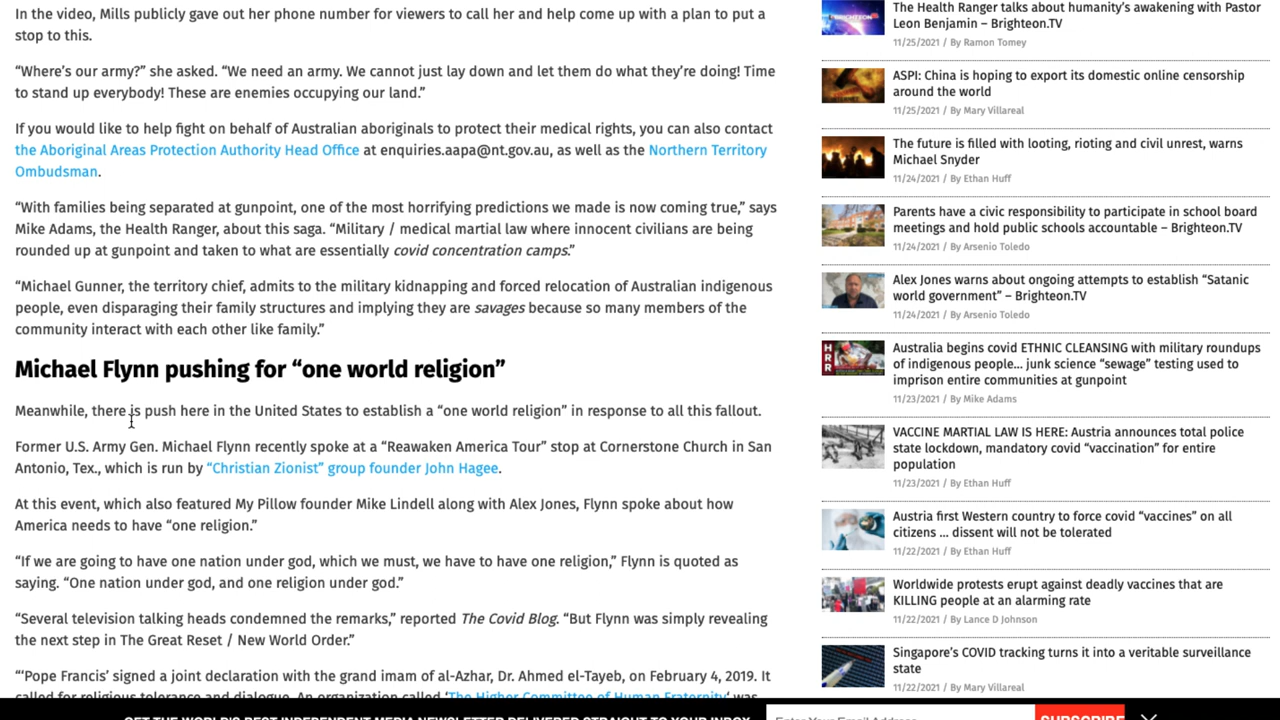 In the video, Mills publicly gave out her phone number for viewers to call her and help come up with a plan to put a
stop to this.
“Where’s our army?” she asked. “We need an army. We cannot just lay down and let them do what they’re doing! Time
to stand up everybody! These are enemies occupying our land.”
If you would like to help fight on behalf of Australian aboriginals to protect their medical rights, you can also contact
the Aboriginal Areas Protection Authority Head Office at enquiries.aapa@nt.gov.au, as well as the Northern Territory
Ombudsman.
“With families being separated at gunpoint, one of the most horrifying predictions we made is now coming true,” says
Mike Adams, the Health Ranger, about this saga. “Military / medical martial law where innocent civilians are being
rounded up at gunpoint and taken to what are essentially covid concentration camps.”
“Michael Gunner, the territory chief, admits to the military kidnapping and forced relocation of Australian indigenous
people, even disparaging their family structures and implying they are savages because so many members of the
community interact with each other like family.”
Michael Flynn pushing for “one world religion”
Meanwhile, there is push here in the United States to establish a “one world religion” in response to all this fallout.
Former U.S. Army Gen. Michael Flynn recently spoke at a “Reawaken America Tour” stop at Cornerstone Church in San
Antonio, Tex., which is run by “Christian Zionist” group founder John Hagee.
At this event, which also featured My Pillow founder Mike Lindell along with Alex Jones, Flynn spoke about how
America needs to have “one religion.”
“If we are going to have one nation under god, which we must, we have to have one religion,” Flynn is quoted as
saying. “One nation under god, and one religion under god.”
“Several television talking heads condemned the remarks,” reported The Covid Blog. “But Flynn was simply revealing
the next step in The Great Reset / New World Order.”
“‘Pope Francis’ signed a joint declaration with the grand imam of al-Azhar, Dr. Ahmed el-Tayeb, on February 4, 2019. It
called for religious tolerance and dialogue. An organization called ‘The Higher Committee of Human Fraternity’ was
The Health Ranger talks about humanity’s awakening with Pastor
Leon Benjamin – Brighteon.TV
11/25/2021 / By Ramon Tomey
ASPI: China is hoping to export its domestic online censorship
around the world
11/25/2021 / By Mary Villareal
The future is filled with looting, rioting and civil unrest, warns
Michael Snyder
11/24/2021 / By Ethan Huff
Parents have a civic responsibility to participate in school board
meetings and hold public schools accountable – Brighteon.TV
11/24/2021 / By Arsenio Toledo
Alex Jones warns about ongoing attempts to establish “Satanic
world government” – Brighteon.TV
11/24/2021 / By Arsenio Toledo
HRR
Australia begins covid ETHNIC CLEANSING with military roundups
of indigenous people… junk science “sewage” testing used to
imprison entire communities at gunpoint
11/23/2021 / By Mike Adams
VACCINE MARTIAL LAW IS HERE: Austria announces total police
state lockdown, mandatory covid “vaccination” for entire
population
11/23/2021 / By Ethan Huff
Austria first Western country to force covid “vaccines” on all
citizens … dissent will not be tolerated
11/22/2021 / By Ethan Huff
Worldwide protests erupt against deadly vaccines that are
KILLING people at an alarming rate
11/22/2021 / By Lance D Johnson
Singapore’s COVID tracking turns it into a veritable surveillance
state
11/22/2021 / By Mary Villareal
GET THE WORLD'S BEST INDEPENDENT MEDIA NEWSLETTER DELIVERED STRAIGHT TO YOUR INBOX. Enter Your Email Address SUBSCRIBE